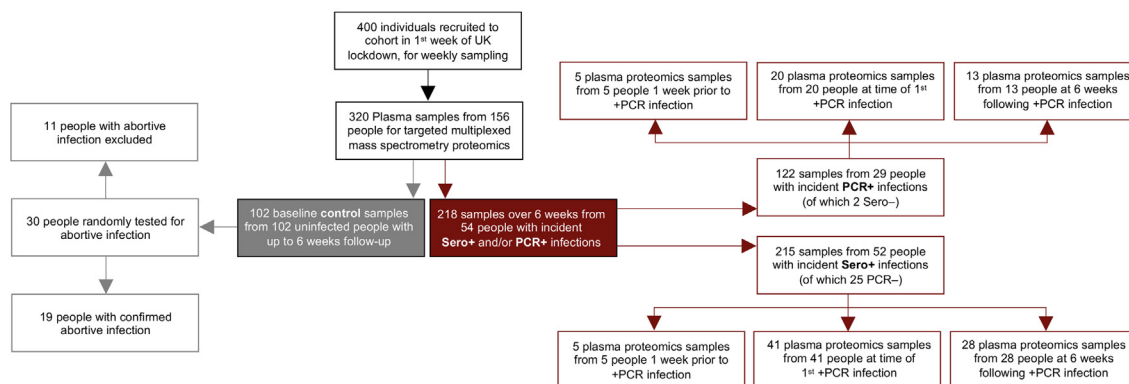 400 individuals recruited to
cohort in 1st week of UK
lockdown, for weekly sampling
320 Plasma samples from 156
people for targeted multiplexed
mass spectrometry proteomics
11 people with abortive
infection excluded
30 people randomly tested for
abortive infection
19 people with confirmed
abortive infection
102 baseline control samples
from 102 uninfected people with
up to 6 weeks follow-up
218 samples over 6 weeks from
54 people with incident
Sero+ and/or PCR+ infections
5 plasma proteomics samples
from 5 people 1 week prior to
+PCR infection
20 plasma proteomics samples
from 20 people at time of 1st
+PCR infection
13 plasma proteomics samples
from 13 people at 6 weeks
following +PCR infection
122 samples from 29 people
with incident PCR+ infections
(of which 2 Sero–)
215 samples from 52 people
with incident Sero+ infections
(of which 25 PCR–)
5 plasma proteomics samples
from 5 people 1 week prior to
+PCR infection
41 plasma proteomics samples
from 41 people at time of
1st +PCR infection
28 plasma proteomics samples
from 28 people at 6 weeks
following +PCR infection